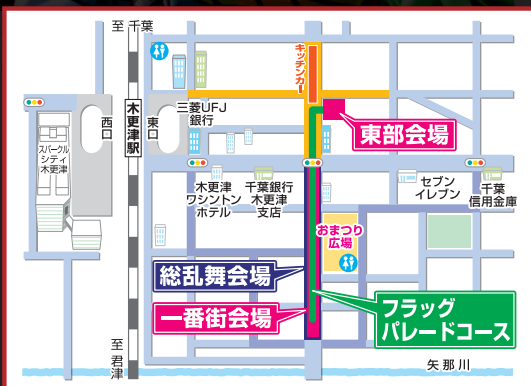 至 千葉
キッチンカー
三菱UFJ
銀行
木更津駅
西口
東口
東部会場
スパークル
シティ
木更津
木更津
ワシントン
ホテル
千葉銀行
木更津
支店
セブン
イレブン
千葉
信用金庫
おまつり
広場
総乱舞会場
一番街会場
フラッグ
パレードコース
至
君津
矢那川